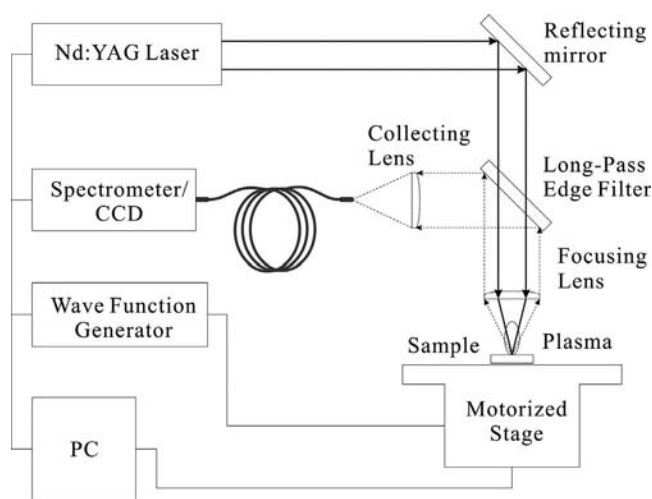 Nd:YAG Laser
Reflecting
mirror
Collecting
Lens
Long-Pass
Edge Filter
Spectrometer/
CCD
Focusing
Lens
Wave Function
Generator
Sample
Plasma
Motorized
Stage
PC